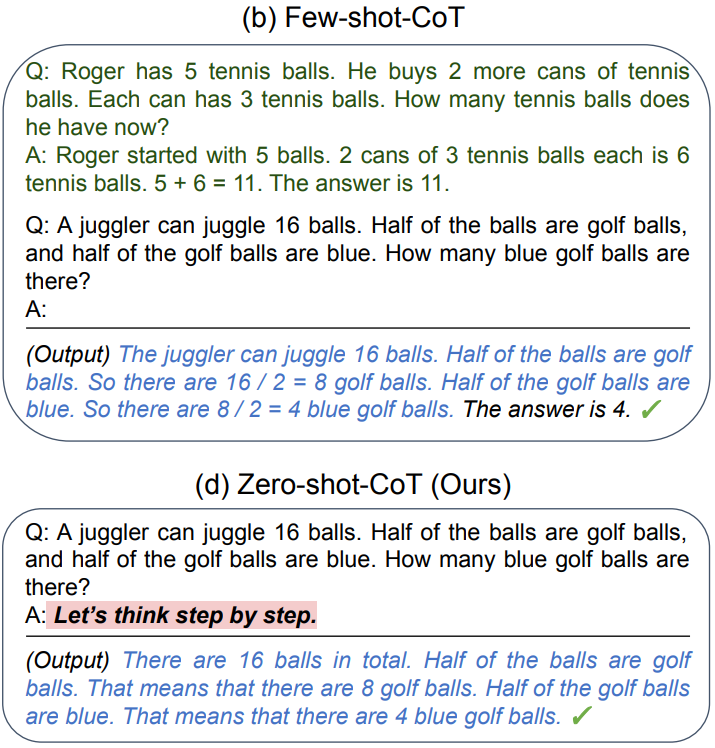 (b) Few-shot-CoT
Q: Roger has 5 tennis balls. He buys 2 more cans of tennis
balls. Each can has 3 tennis balls. How many tennis balls does
he have now?
A: Roger started with 5 balls. 2 cans of 3 tennis balls each is 6
tennis balls. 5 + 6 = 11. The answer is 11.
Q: A juggler can juggle 16 balls. Half of the balls are golf balls,
and half of the golf balls are blue. How many blue golf balls are
there?
A:
(Output) The juggler can juggle 16 balls. Half of the balls are golf
balls. So there are 16 / 2 = 8 golf balls. Half of the golf balls are
blue. So there are 8 / 2 = 4 blue golf balls. The answer is 4. ✓
(d) Zero-shot-CoT (Ours)
Q: A juggler can juggle 16 balls. Half of the balls are golf balls,
and half of the golf balls are blue. How many blue golf balls are
there?
A: Let’s think step by step.
(Output) There are 16 balls in total. Half of the balls are golf
balls. That means that there are 8 golf balls. Half of the golf balls
are blue. That means that there are 4 blue golf balls. ✓